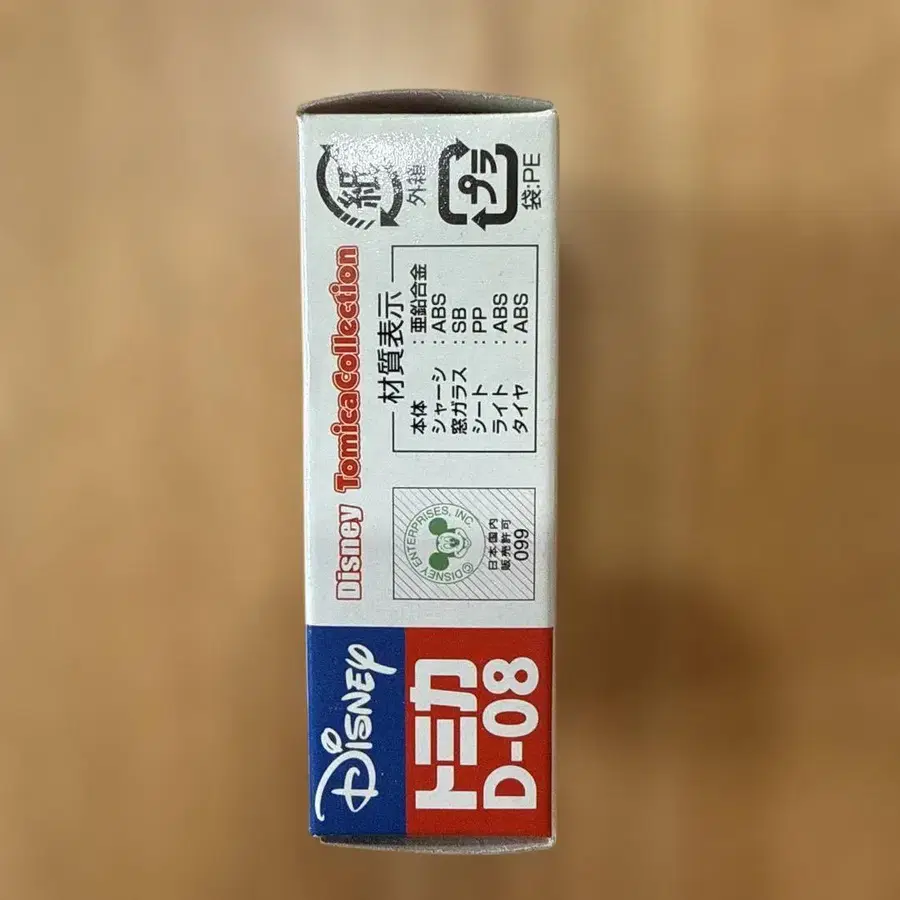 DISNEY
トミカ
D-08
Disney Tomica Collection
©DISNEY ENTERPRISES, INC.
日本国内
販売許可
099
材質表示
本体 : 亜鉛合金
シャーシ : ABS
窓ガラス : SB
シート : PP
ライト : ABS
タイヤ : ABS
紙
外箱
プラ
袋:PE